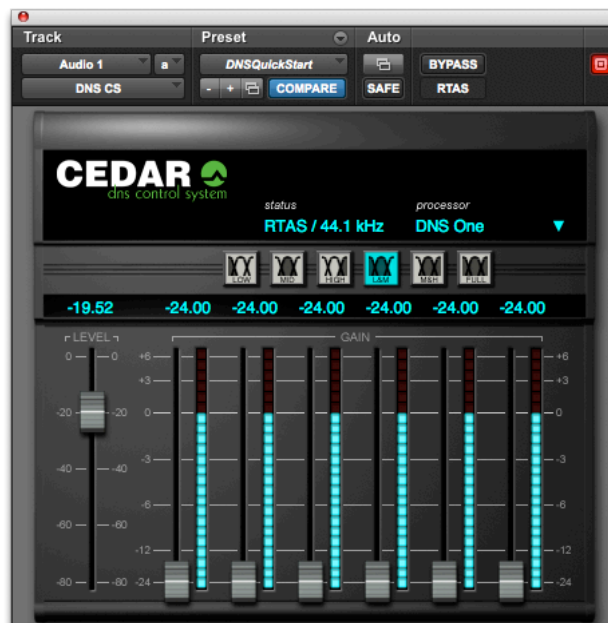 Track Preset Auto
Audio 1 a DNSQuickStart BYPASS
DNS CS - + COMPARE SAFE RTAS
CEDAR
dns control system
status processor
RTAS / 44.1 kHz DNS One
LOW MID HIGH L&M M&H FULL
-19.52 -24.00 -24.00 -24.00 -24.00 -24.00 -24.00
LEVEL GAIN
0 0 +6 +6
+3 +3
-20 -20 0 0
-40 -40 -3 -3
-60 -60 -6 -6
-12 -12
-80 -80 -24 -24